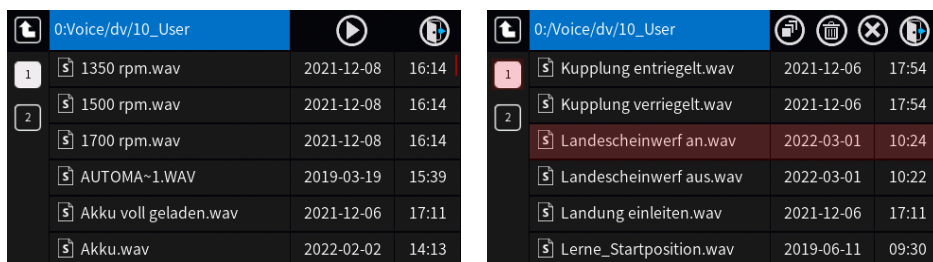 0:Voice/dv/10_User
1 1350 rpm.wav 2021-12-08 16:14
2 1500 rpm.wav 2021-12-08 16:14
1700 rpm.wav 2021-12-08 16:14
AUTOMA~1.WAV 2019-03-19 15:39
Akku voll geladen.wav 2021-12-06 17:11
Akku.wav 2022-02-02 14:13
0:/Voice/dv/10_User
1 Kupplung entriegelt.wav 2021-12-06 17:54
2 Kupplung verriegelt.wav 2021-12-06 17:54
Landescheinwerf an.wav 2022-03-01 10:24
Landescheinwerf aus.wav 2022-03-01 10:22
Landung einleiten.wav 2021-12-06 17:11
Lerne_Startposition.wav 2019-06-11 09:30